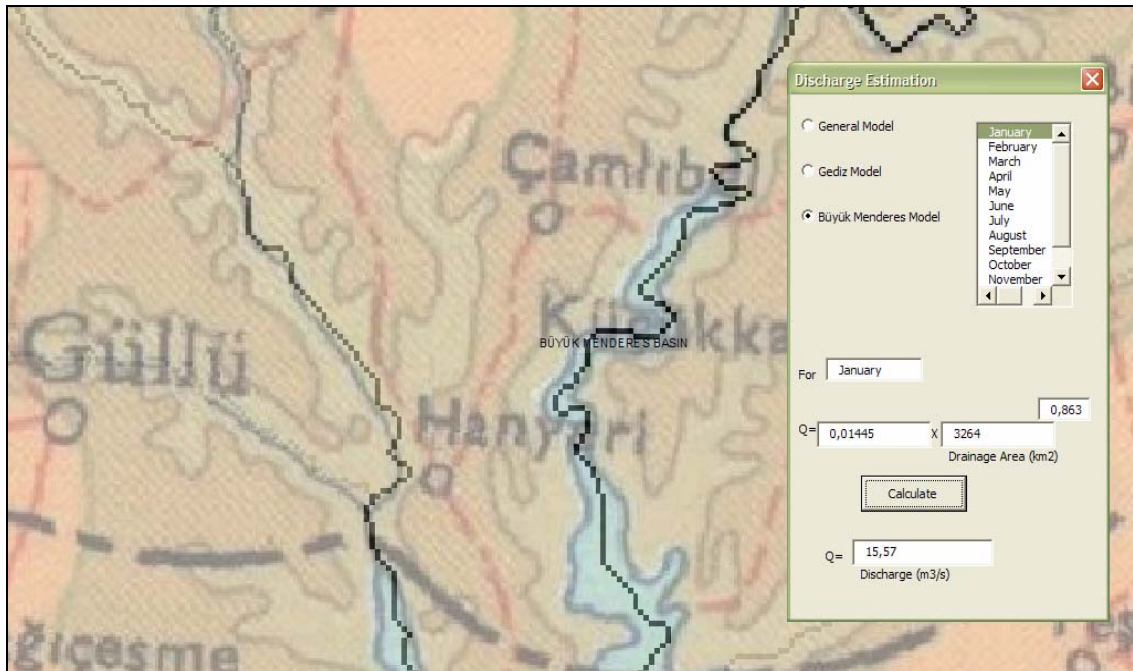 Discharge Estimation
General Model
Gediz Model
Büyük Menderes Model
January
February
March
April
May
June
July
August
September
October
November
For January
0,863
Q= 0,01445 X 3264
Drainage Area (km2)
Calculate
Q= 15,57
Discharge (m3/s)
Çamlıbel
BÜYÜK MENDERES BASIN
Güllü
Hanyeri